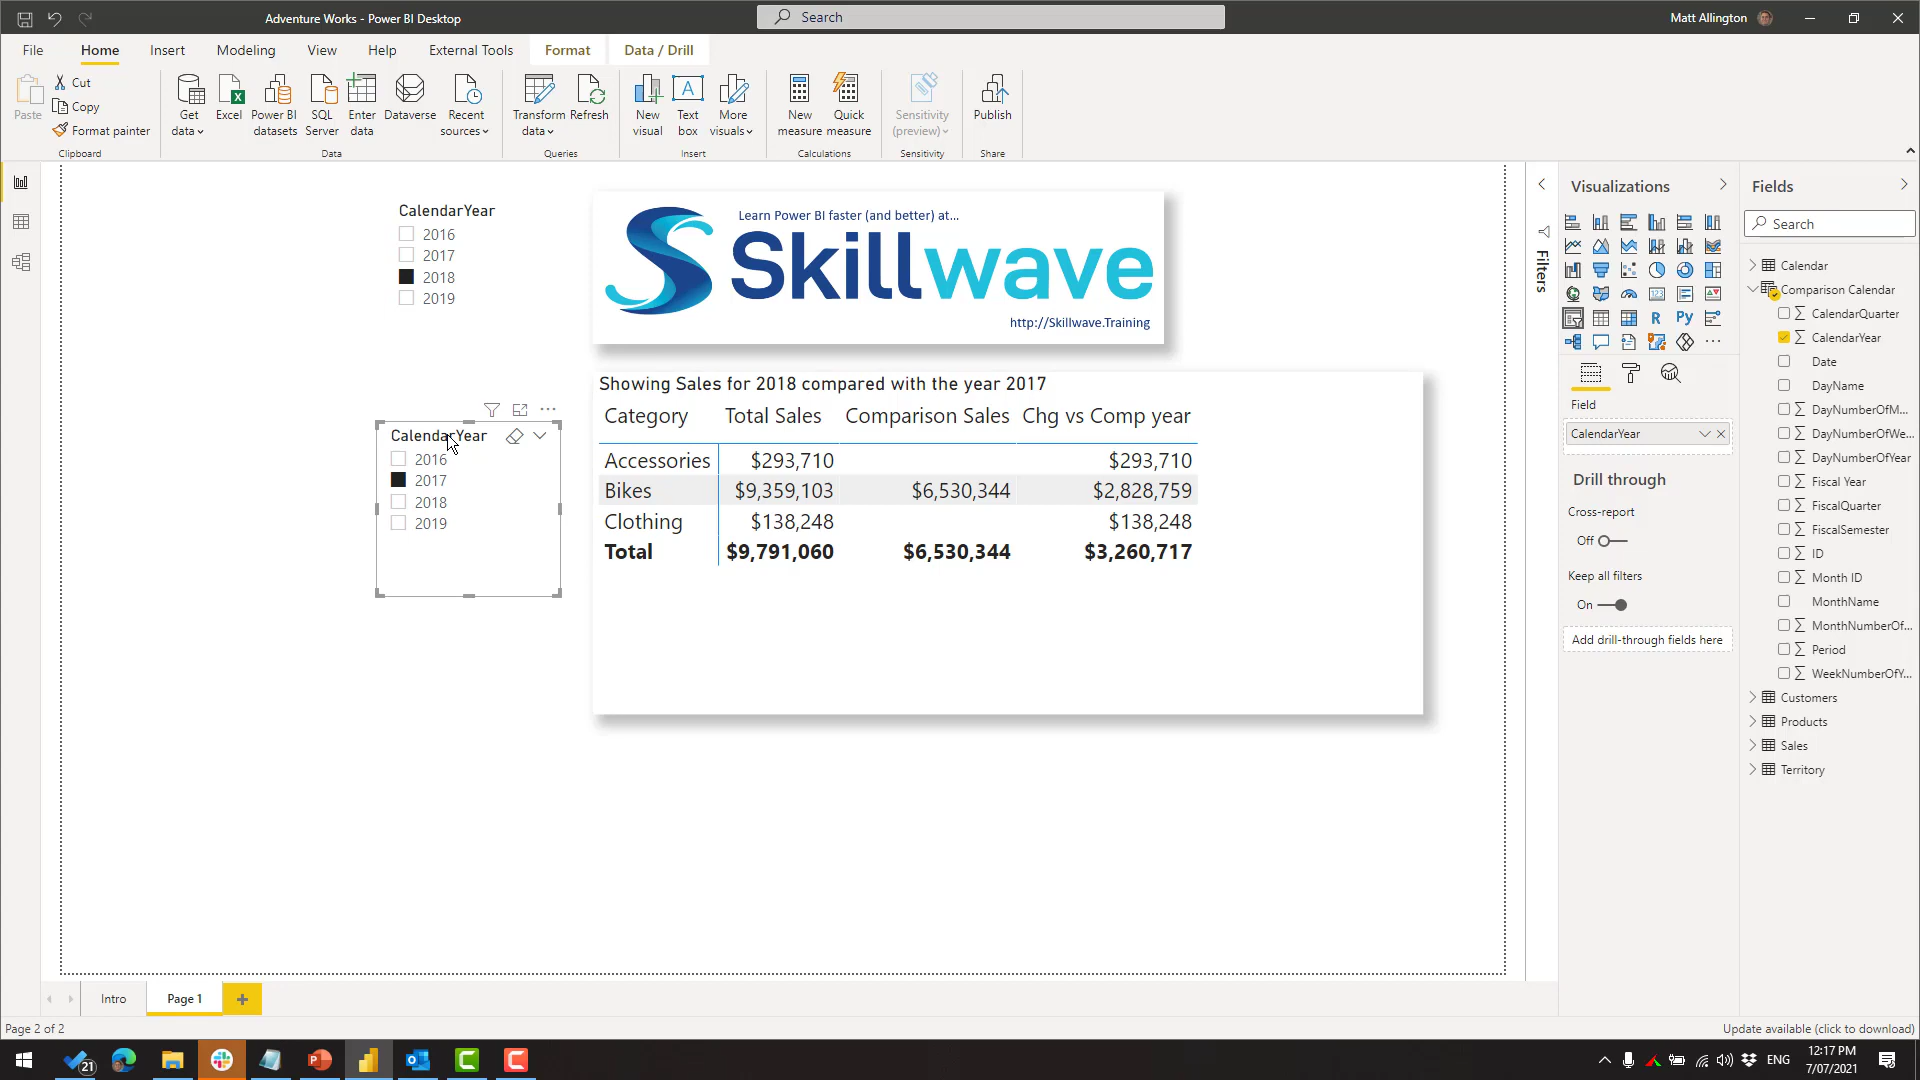 Adventure Works - Power BI Desktop
Search
Matt Allington
File
Home
Insert
Modeling
View
Help
External Tools
Format
Data / Drill
Paste
Cut
Copy
Format painter
Clipboard
Get data
Excel
Power BI datasets
SQL Server
Enter data
Dataverse
Recent sources
Data
Transform data
Refresh
Queries
New visual
Text box
More visuals
Insert
New measure
Quick measure
Calculations
Sensitivity (preview)
Sensitivity
Publish
Share
CalendarYear
2016
2017
2018
2019
Learn Power BI faster (and better) at...
Skillwave
http://Skillwave.Training
CalendarYear
2016
2017
2018
2019
Showing Sales for 2018 compared with the year 2017
Category Total Sales Comparison Sales Chg vs Comp year
Accessories $293,710 $293,710
Bikes $9,359,103 $6,530,344 $2,828,759
Clothing $138,248 $138,248
Total $9,791,060 $6,530,344 $3,260,717
Filters
Visualizations
R Py
Field
CalendarYear
Drill through
Cross-report
Off
Keep all filters
On
Add drill-through fields here
Fields
Search
Calendar
Comparison Calendar
CalendarQuarter
CalendarYear
Date
DayName
DayNumberOfM...
DayNumberOfWe...
DayNumberOfYear
Fiscal Year
FiscalQuarter
FiscalSemester
ID
Month ID
MonthName
MonthNumberOf...
Period
WeekNumberOfY...
Customers
Products
Sales
Territory
Intro
Page 1
Page 2 of 2
Update available (click to download)
21
ENG
12:17 PM
7/07/2021